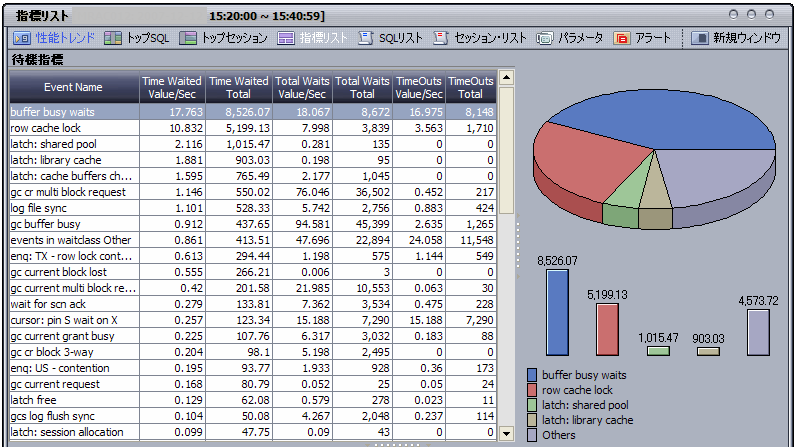 指標リスト 15:20:00 ~ 15:40:59]
性能トレンド トップSQL トップセッション 指標リスト SQLリスト セッション・リスト パラメータ アラート 新規ウィンドウ
待機指標
Event Name Time Waited Value/Sec Time Waited Total Total Waits Value/Sec Total Waits Total TimeOuts Value/Sec TimeOuts Total
buffer busy waits 17.763 8,526.07 18.067 8,672 16.975 8,148
row cache lock 10.832 5,199.13 7.998 3,839 3.563 1,710
latch: shared pool 2.116 1,015.47 0.281 135 0 0
latch: library cache 1.881 903.03 0.198 95 0 0
latch: cache buffers ch... 1.595 765.49 2.177 1,045 0 0
gc cr multi block request 1.146 550.02 76.046 36,502 0.452 217
log file sync 1.101 528.33 5.742 2,756 0.883 424
gc buffer busy 0.912 437.65 94.581 45,399 2.635 1,265
events in waitclass Other 0.861 413.51 47.696 22,894 24.058 11,548
enq: TX - row lock cont... 0.613 294.44 1.198 575 1.144 549
gc current block lost 0.555 266.21 0.006 3 0 0
gc current multi block re... 0.42 201.58 21.985 10,553 0.063 30
wait for scn ack 0.279 133.81 7.362 3,534 0.475 228
cursor: pin S wait on X 0.257 123.34 15.188 7,290 15.188 7,290
gc current grant busy 0.225 107.76 6.317 3,032 0.183 88
gc cr block 3-way 0.204 98.1 5.198 2,495 0 0
enq: US - contention 0.195 93.77 1.933 928 0.36 173
gc current request 0.168 80.79 0.052 25 0.05 24
latch free 0.129 62.08 0.579 278 0.023 11
gcs log flush sync 0.104 50.08 4.267 2,048 0.237 114
latch: session allocation 0.099 47.75 0.09 43 0 0
8,526.07
5,199.13
1,015.47
903.03
4,573.72
buffer busy waits
row cache lock
latch: shared pool
latch: library cache
Others